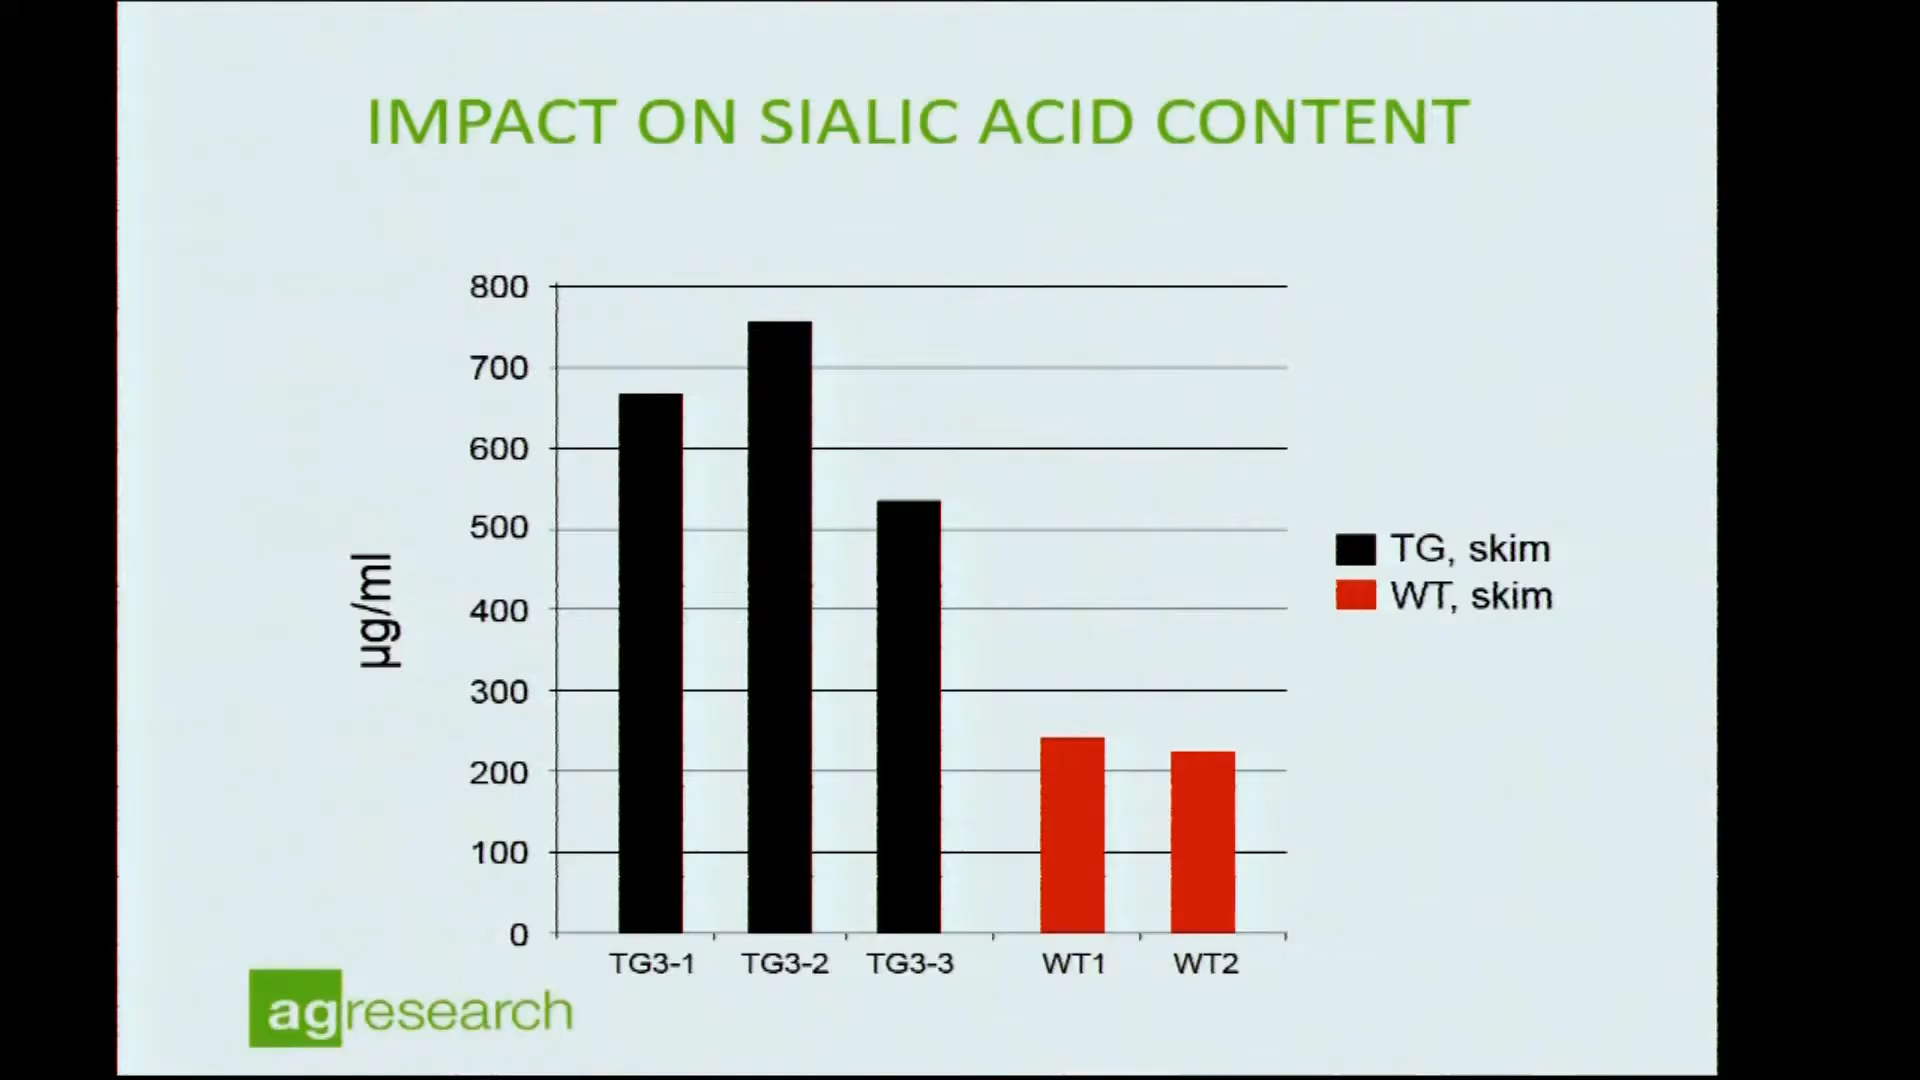 IMPACT ON SIALIC ACID CONTENT
800
700
600
500
400
300
200
100
0
µg/ml
TG3-1 TG3-2 TG3-3 WT1 WT2
TG, skim
WT, skim
agresearch